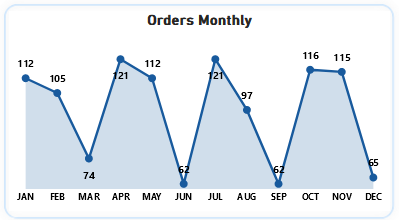 Orders Monthly
112 105 74 121 112 62 121 97 62 116 115 65
JAN FEB MAR APR MAY JUN JUL AUG SEP OCT NOV DEC